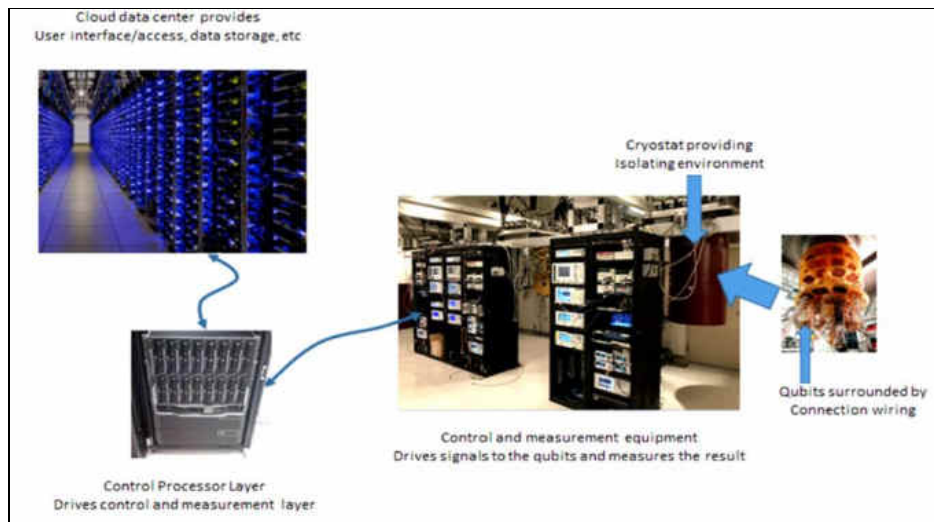 Cloud data center provides
User interface/access, data storage, etc
Cryostat providing
Isolating environment
Qubits surrounded by
Connection wiring
Control and measurement equipment
Drives signals to the qubits and measures the result
Control Processor Layer
Drives control and measurement layer